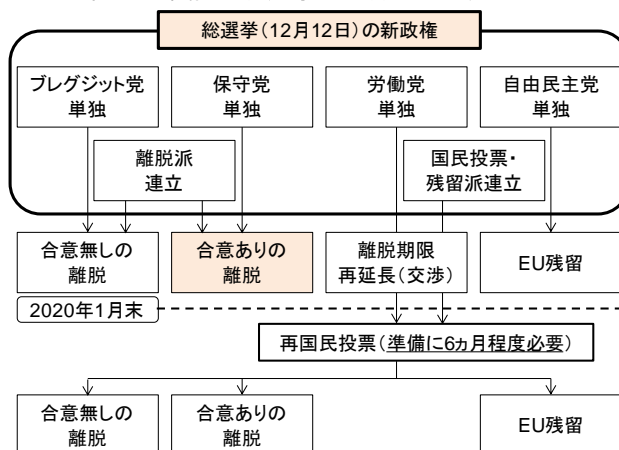 総選挙（12月12日）の新政権
ブレグジット党
単独
保守党
単独
労働党
単独
自由民主党
単独
離脱派
連立
国民投票・
残留派連立
合意無しの
離脱
合意ありの
離脱
離脱期限
再延長（交渉）
EU残留
2020年1月末
再国民投票（準備に6ヵ月程度必要）
合意無しの
離脱
合意ありの
離脱
EU残留